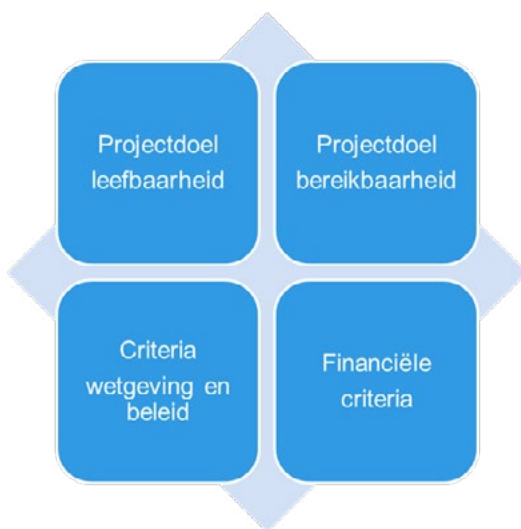 Projectdoel
leefbaarheid
Projectdoel
bereikbaarheid
Criteria
wetgeving en
beleid
Financiële
criteria